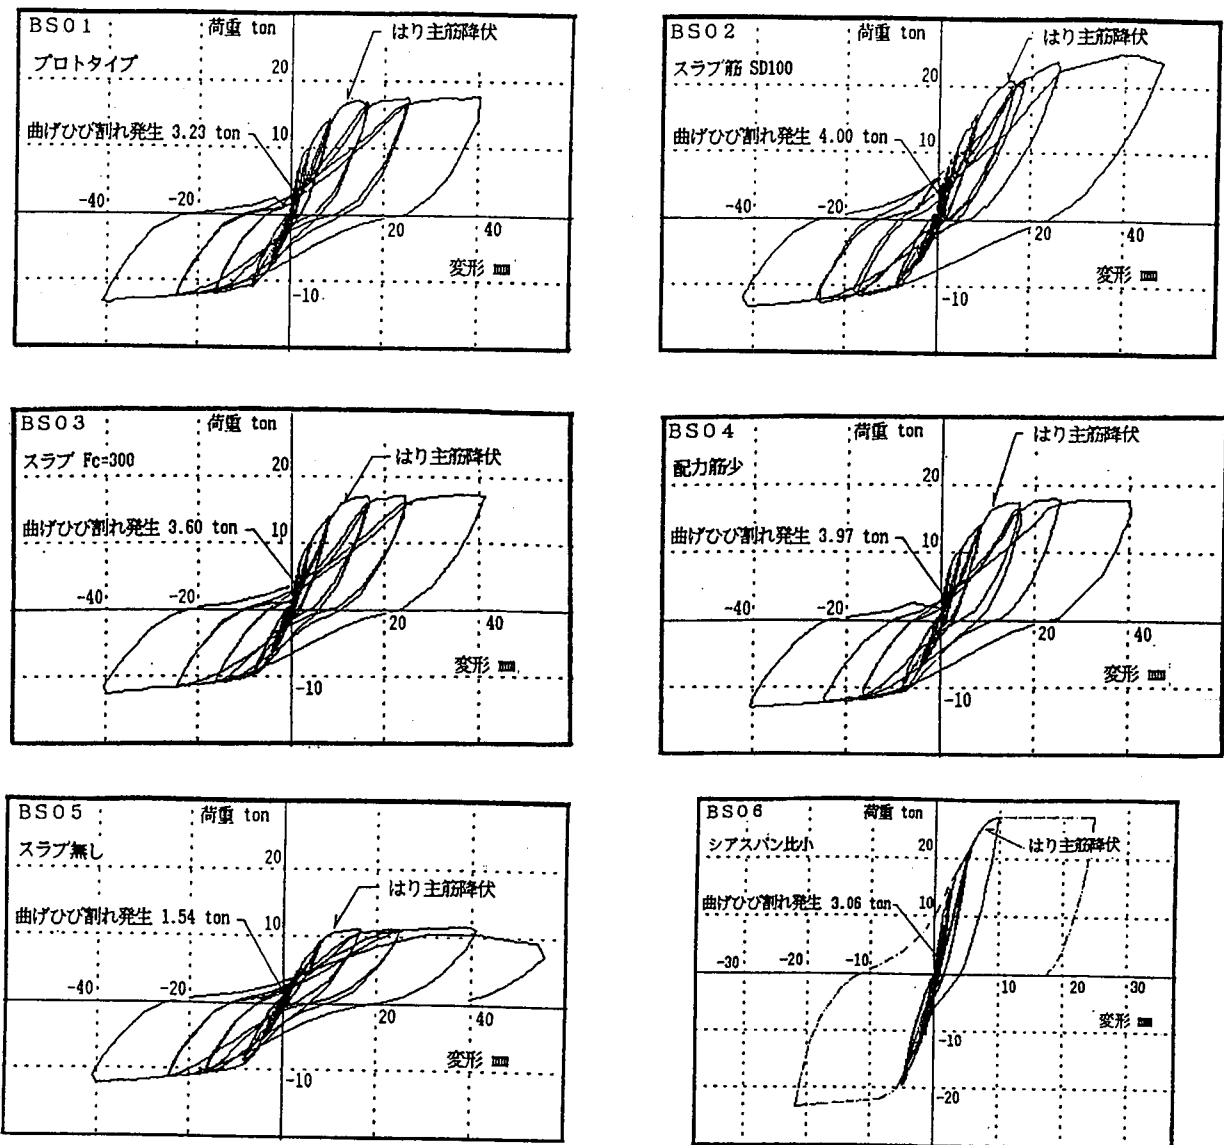 BS01
荷重 ton
はり主筋降伏
プロトタイプ
20
曲げひび割れ発生 3.23 ton
10
-40
-20
20
40
変形 mm
-10
BS02
荷重 ton
はり主筋降伏
スラブ筋 SD100
20
曲げひび割れ発生 4.00 ton
10
-40
-20
20
40
変形 mm
-10
BS03
荷重 ton
はり主筋降伏
スラブ Fc=300
20
曲げひび割れ発生 3.60 ton
10
-40
-20
20
40
変形 mm
-10
BS04
荷重 ton
はり主筋降伏
配力筋少
20
曲げひび割れ発生 3.97 ton
10
-40
-20
20
40
変形 mm
-10
BS05
荷重 ton
スラブ無し
20
はり主筋降伏
曲げひび割れ発生 1.54 ton
10
-40
-20
20
40
変形 mm
-10
BS06
荷重 ton
シアスパン比小
20
はり主筋降伏
曲げひび割れ発生 3.06 ton
10
-30
-20
-10
10
20
30
変形 mm
-10
-20